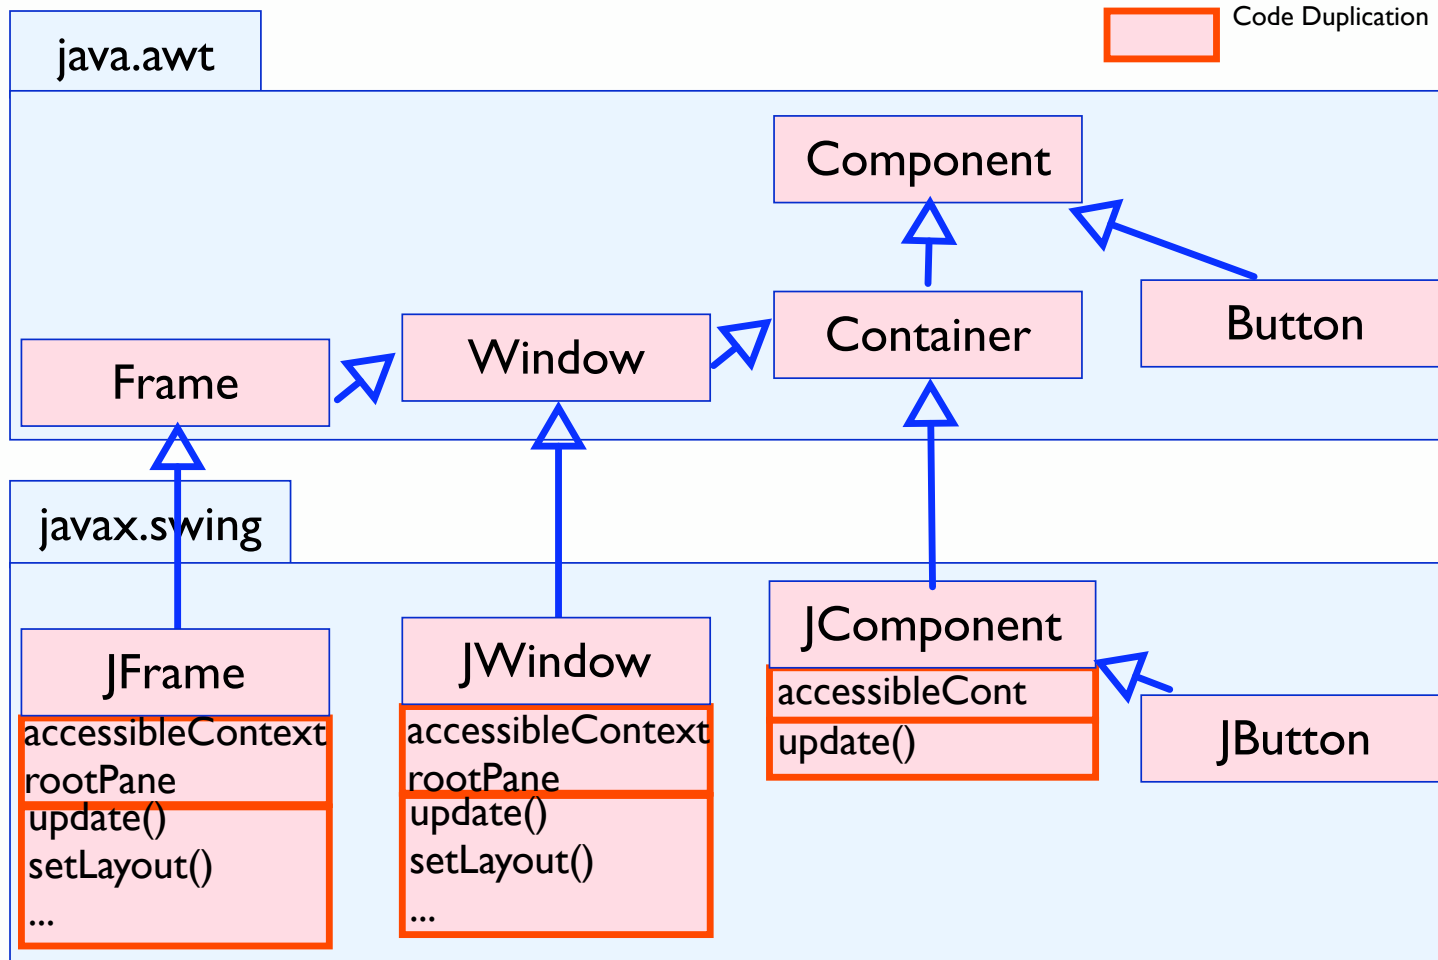 Code Duplication
java.awt
Component
Button
Container
Window
Frame
javax.swing
JFrame
accessibleContext
rootPane
update()
setLayout()
...
JWindow
accessibleContext
rootPane
update()
setLayout()
...
JComponent
accessibleCont
update()
JButton